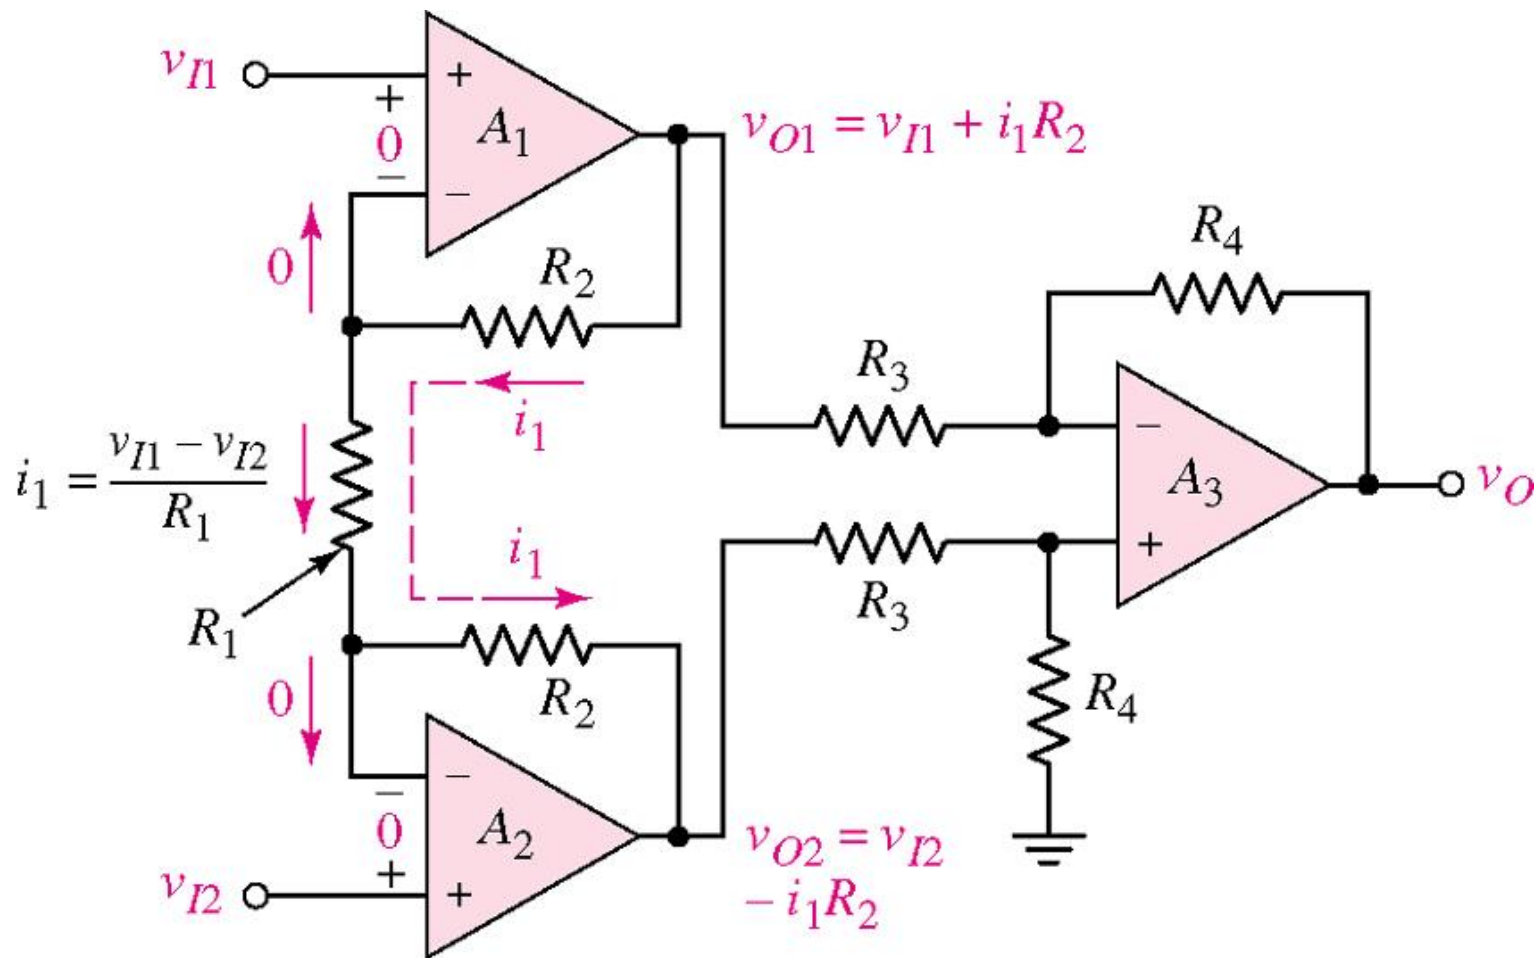 v_I1
+
0
−
+
−
A_1
v_O1 = v_I1 + i_1R_2
0
R_2
R_4
i_1
R_3
i_1 = (v_I1 − v_I2) / R_1
−
A_3
+
v_O
i_1
R_1
R_3
0
R_2
R_4
−
0
+
−
A_2
+
v_O2 = v_I2
− i_1R_2
v_I2